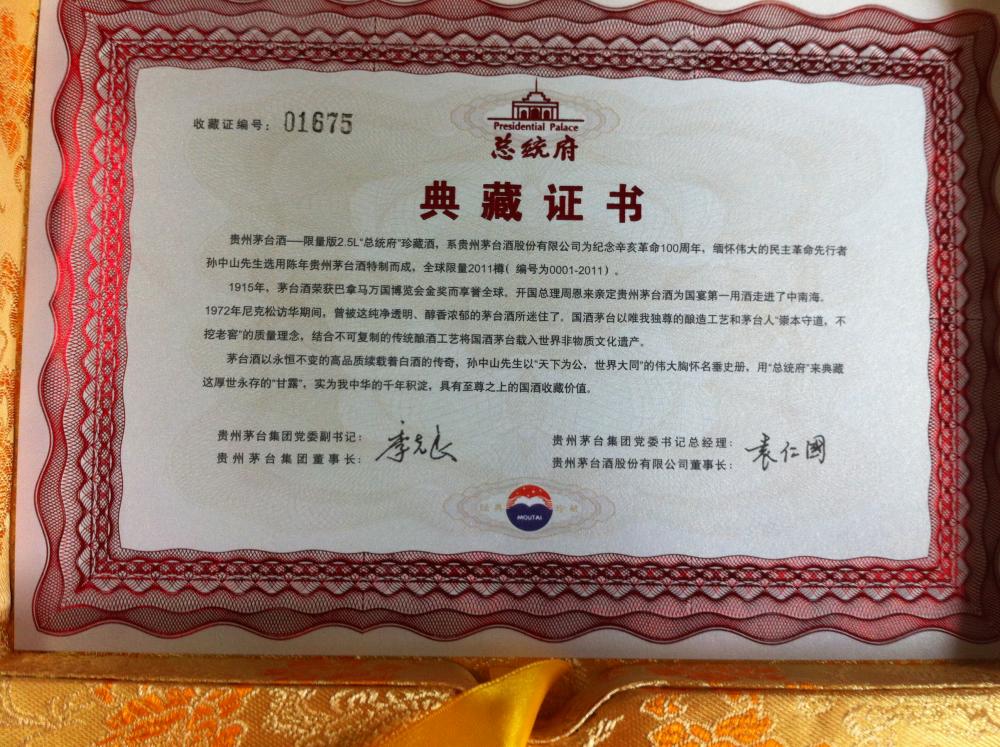 收藏证编号：01675
Presidential Palace
总统府
典藏证书
贵州茅台酒——限量版2.5L“总统府”珍藏酒，系贵州茅台酒股份有限公司为纪念辛亥革命100周年，缅怀伟大的民主革命先行者
孙中山先生选用陈年贵州茅台酒特制而成，全球限量2011樽（编号为0001-2011）。
1915年，茅台酒荣获巴拿马万国博览会金奖而享誉全球。开国总理周恩来亲定贵州茅台酒为国宴第一用酒走进了中南海。
1972年尼克松访华期间，曾被这纯净透明、醇香浓郁的茅台酒所迷住了。国酒茅台以唯我独尊的酿造工艺和茅台人“崇本守道，不
挖老窖”的质量理念，结合不可复制的传统酿酒工艺将国酒茅台载入世界非物质文化遗产。
茅台酒以永恒不变的高品质续载着白酒的传奇，孙中山先生以“天下为公，世界大同”的伟大胸怀名垂史册，用“总统府”来典藏
这厚世永存的“甘露”，实为我中华的千年积淀，具有至尊之上的国酒收藏价值。
贵州茅台集团党委副书记：
贵州茅台集团董事长：季克良
贵州茅台集团党委书记总经理：
贵州茅台酒股份有限公司董事长：袁仁国
经典 MOUTAI 珍藏